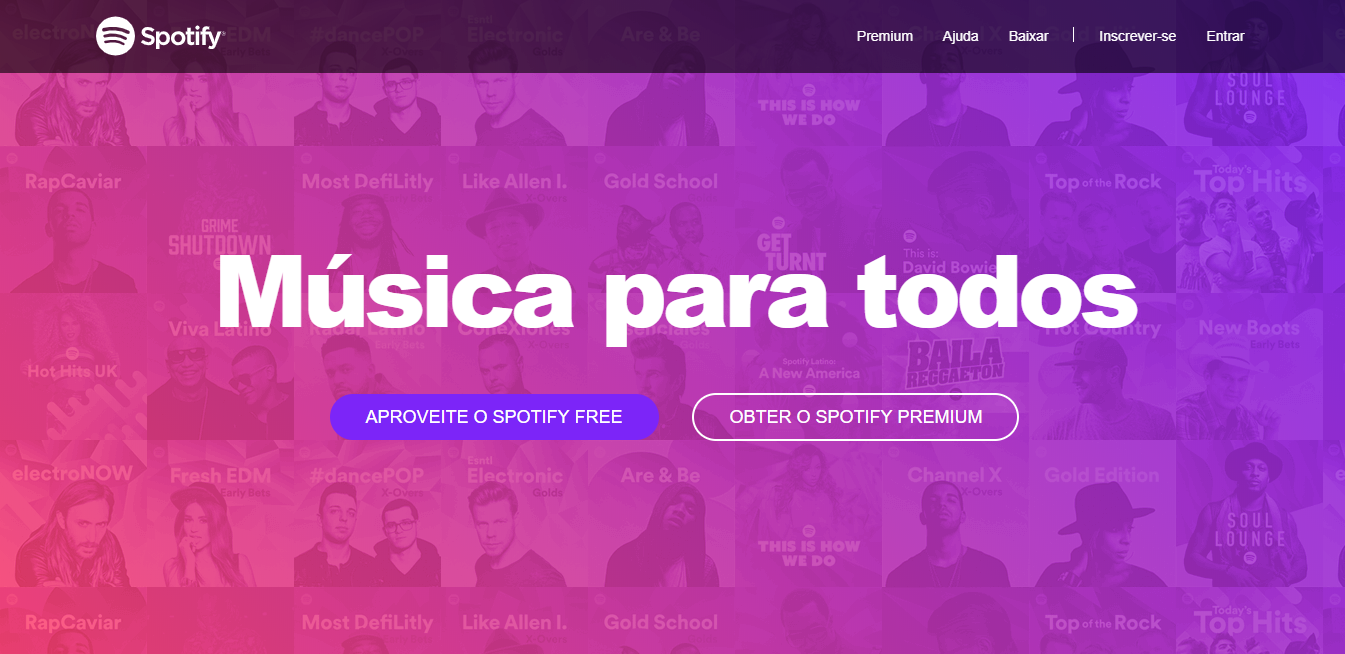 Spotify
Premium
Ajuda
Baixar
Inscrever-se
Entrar
electro
EDM
#dancePOP
Esntl
Electronic
Are & Be
THIS IS HOW
WE DO
SOUL
LOUNGE
RapCaviar
GRIME
SHUTDOWN
Most DefiLitly
Like Allen I.
Gold School
GET
TURNT
This is:
David Bowie
Top of the Rock
Today's
Top Hits
Música para todos
Hot Hits UK
Viva Latino
Early Bets
X-Overs
Golds
Spotify Latino:
A New America
BAILA
REGGAETON
Hot Country
New Boots
Early Bets
APROVEITE O SPOTIFY FREE
OBTER O SPOTIFY PREMIUM
electroNOW
Fresh EDM
Early Bets
#dancePOP
X-Overs
Esntl
Electronic
Golds
Are & Be
THIS IS HOW
WE DO
Channel X
X-Overs
Gold Edition
SOUL
LOUNGE
RapCaviar
Most DefiLitly
Like Allen I.
Gold School
Top of the Rock
Today's
Top Hits